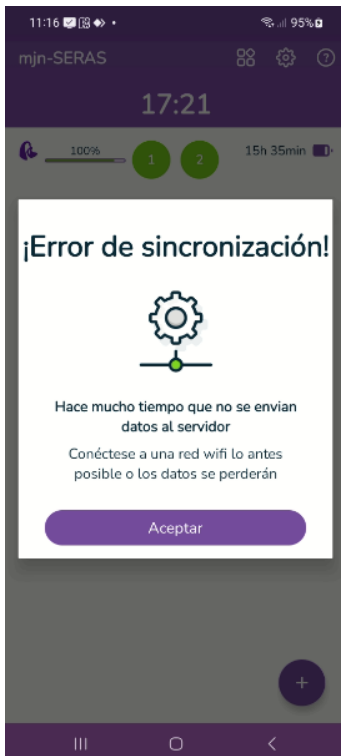 11:16
95%
mjn-SERAS
17:21
100%
1
2
15h 35min
¡Error de sincronización!
Hace mucho tiempo que no se envian
datos al servidor
Conéctese a una red wifi lo antes
posible o los datos se perderán
Aceptar
+